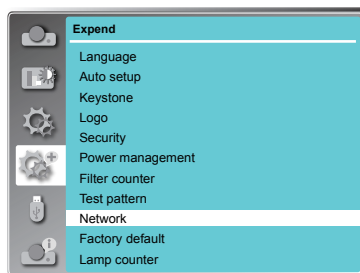 Expend
Language
Auto setup
Keystone
Logo
Security
Power management
Filter counter
Test pattern
Network
Factory default
Lamp counter